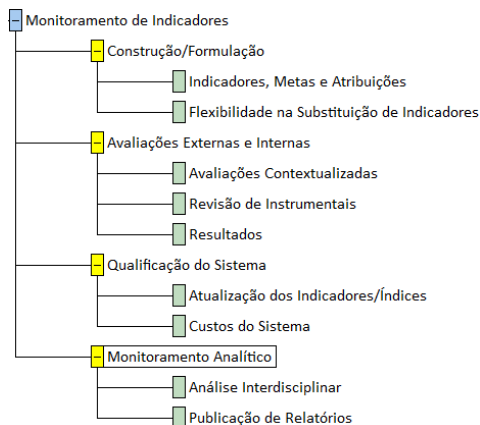 Monitoramento de Indicadores
Construção/Formulação
Indicadores, Metas e Atribuições
Flexibilidade na Substituição de Indicadores
Avaliações Externas e Internas
Avaliações Contextualizadas
Revisão de Instrumentais
Resultados
Qualificação do Sistema
Atualização dos Indicadores/Índices
Custos do Sistema
Monitoramento Analítico
Análise Interdisciplinar
Publicação de Relatórios